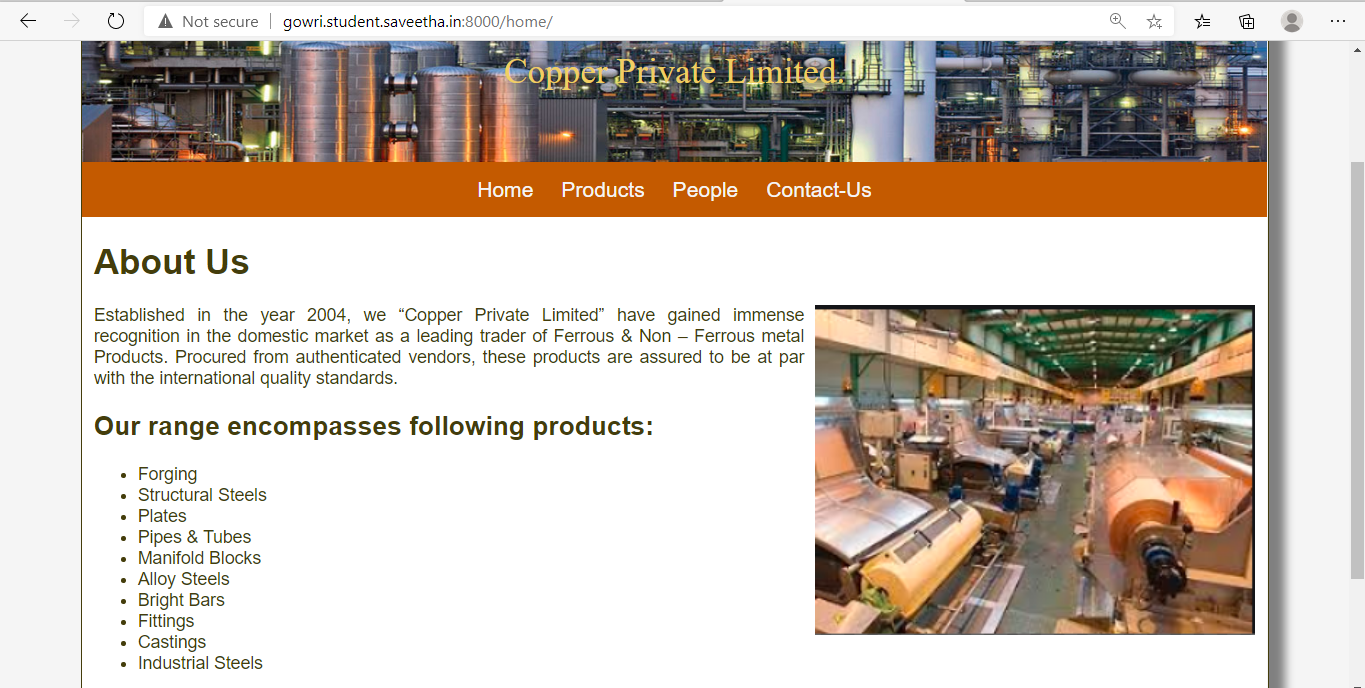 Not secure
gowri.student.saveetha.in:8000/home/
Copper Private Limited.
Home Products People Contact-Us
About Us
Established in the year 2004, we “Copper Private Limited” have gained immense
recognition in the domestic market as a leading trader of Ferrous & Non – Ferrous metal
Products. Procured from authenticated vendors, these products are assured to be at par
with the international quality standards.
Our range encompasses following products:
Forging
Structural Steels
Plates
Pipes & Tubes
Manifold Blocks
Alloy Steels
Bright Bars
Fittings
Castings
Industrial Steels